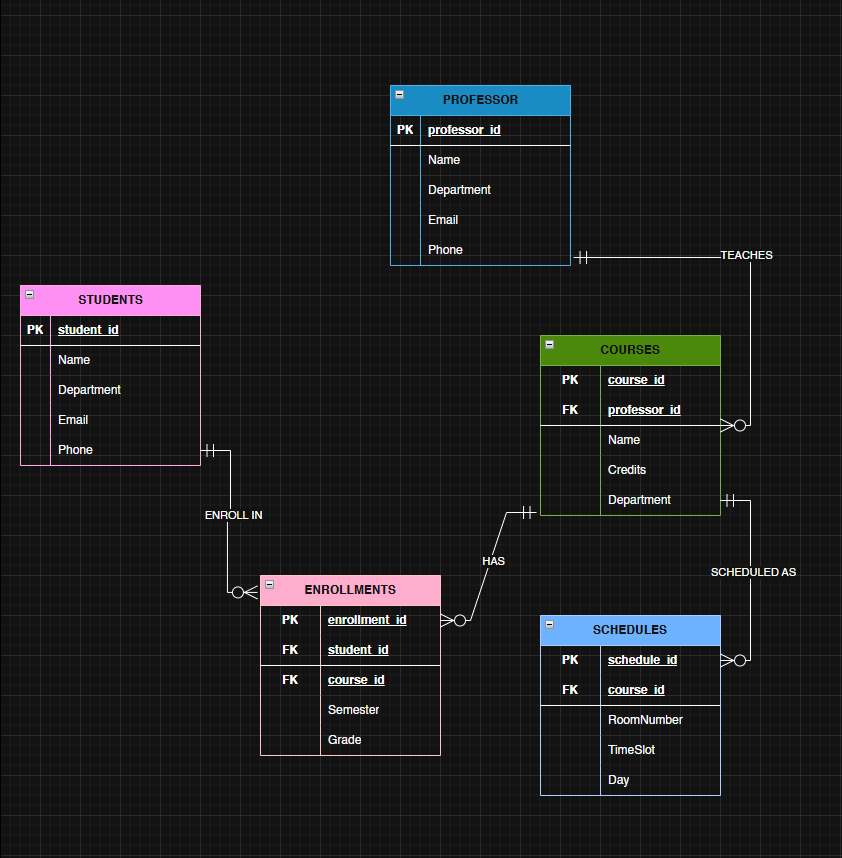 PROFESSOR
PK professor_id
Name
Department
Email
Phone
TEACHES
STUDENTS
PK student_id
Name
Department
Email
Phone
ENROLL IN
COURSES
PK course_id
FK professor_id
Name
Credits
Department
HAS
SCHEDULED AS
ENROLLMENTS
PK enrollment_id
FK student_id
FK course_id
Semester
Grade
SCHEDULES
PK schedule_id
FK course_id
RoomNumber
TimeSlot
Day